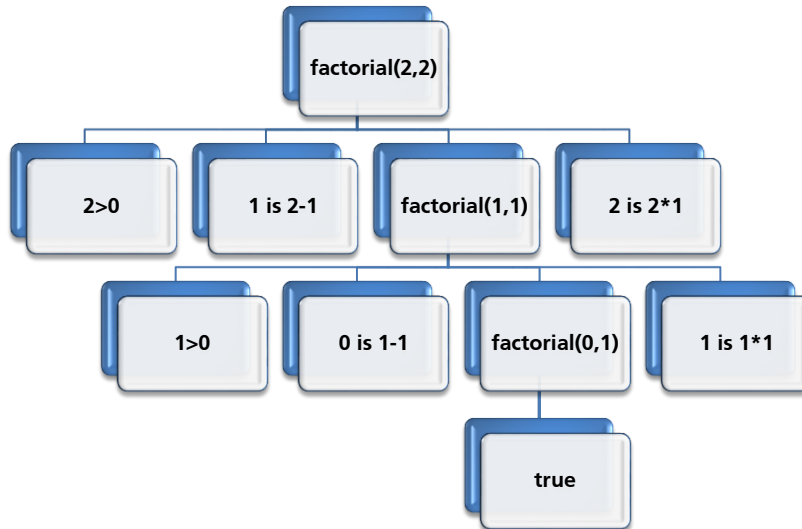 factorial(2,2)
2>0
1 is 2-1
factorial(1,1)
2 is 2*1
1>0
0 is 1-1
factorial(0,1)
1 is 1*1
true